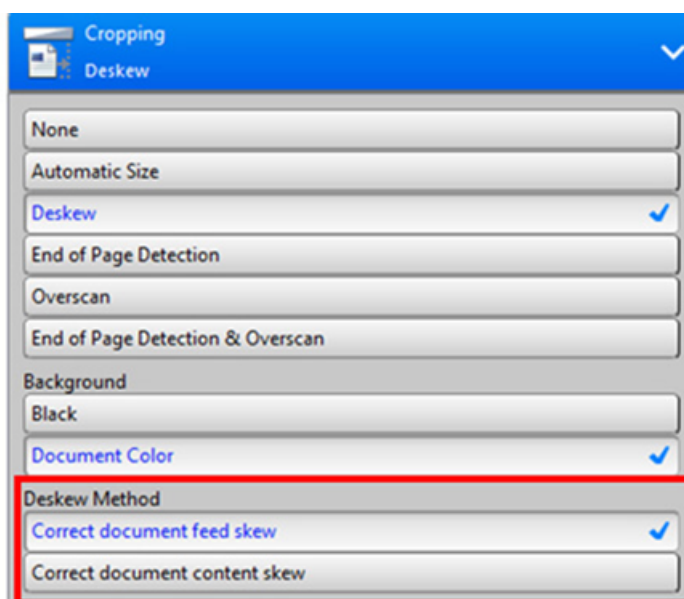 Cropping
Deskew
None
Automatic Size
Deskew
End of Page Detection
Overscan
End of Page Detection & Overscan
Background
Black
Document Color
Deskew Method
Correct document feed skew
Correct document content skew